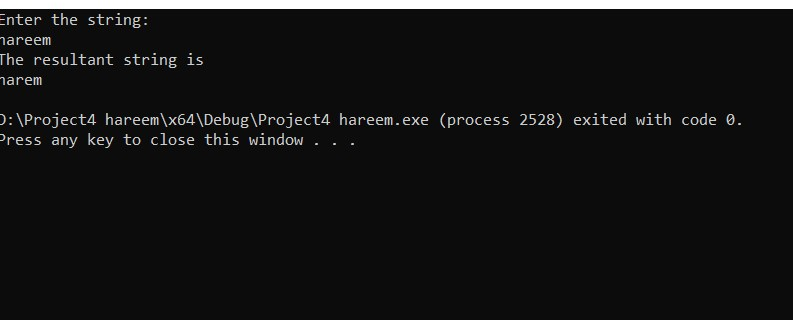 Enter the string:
hareem
The resultant string is
harem
D:\Project4 hareem\x64\Debug\Project4 hareem.exe (process 2528) exited with code 0.
Press any key to close this window . . .